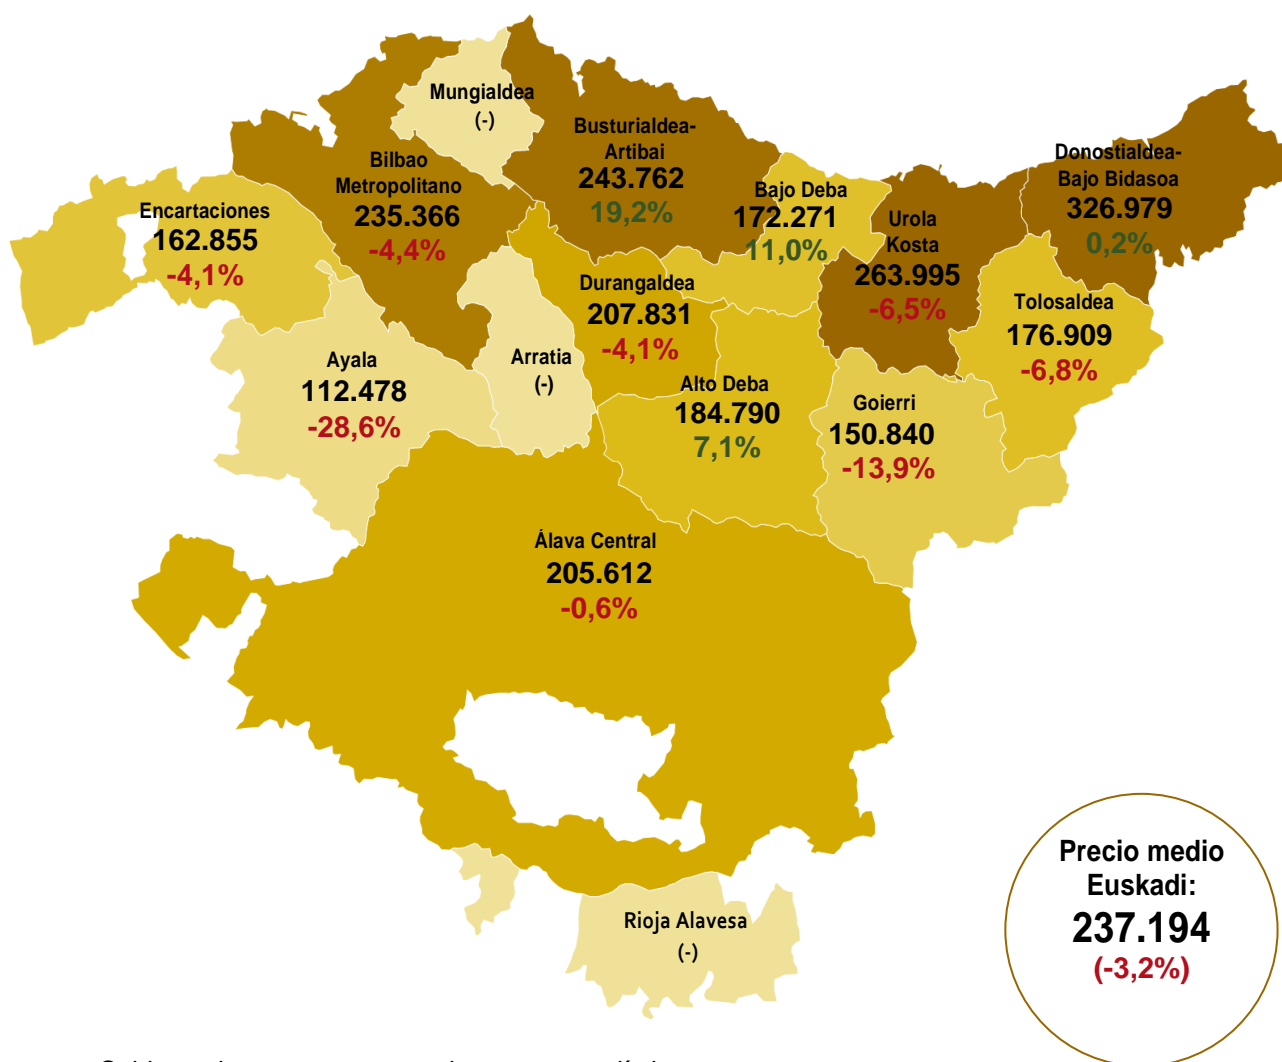 Mungialdea
(-)
Busturialdea-
Artibai
243.762
19,2%
Bilbao
Metropolitano
235.366
-4,4%
Encartaciones
162.855
-4,1%
Bajo Deba
172.271
11,0%
Urola
Kosta
263.995
-6,5%
Donostialdea-
Bajo Bidasoa
326.979
0,2%
Durangaldea
207.831
-4,1%
Tolosaldea
176.909
-6,8%
Ayala
112.478
-28,6%
Arratia
(-)
Alto Deba
184.790
7,1%
Goierri
150.840
-13,9%
Álava Central
205.612
-0,6%
Rioja Alavesa
(-)
Precio medio
Euskadi:
237.194
(-3,2%)